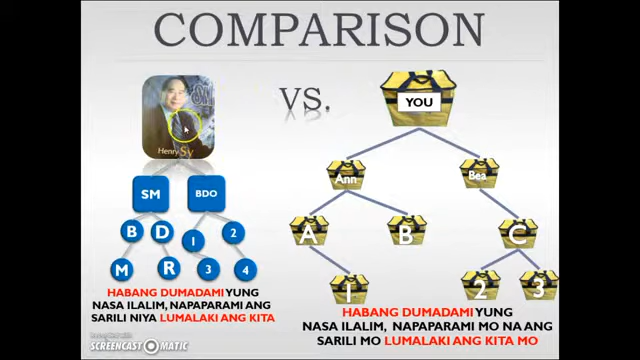 COMPARISON
VS.
YOU
Henry Sy
Ann
Bea
SM
BDO
B
D
1
2
A
B
C
M
R
3
4
1
2
3
HABANG DUMADAMI YUNG
NASA ILALIM, NAPAPARAMI ANG
SARILI NIYA LUMALAKI ANG KITA
HABANG DUMADAMI YUNG
NASA ILALIM, NAPAPARAMI MO NA ANG
SARILI MO LUMALAKI ANG KITA MO
SCREENCAST-O-MATIC